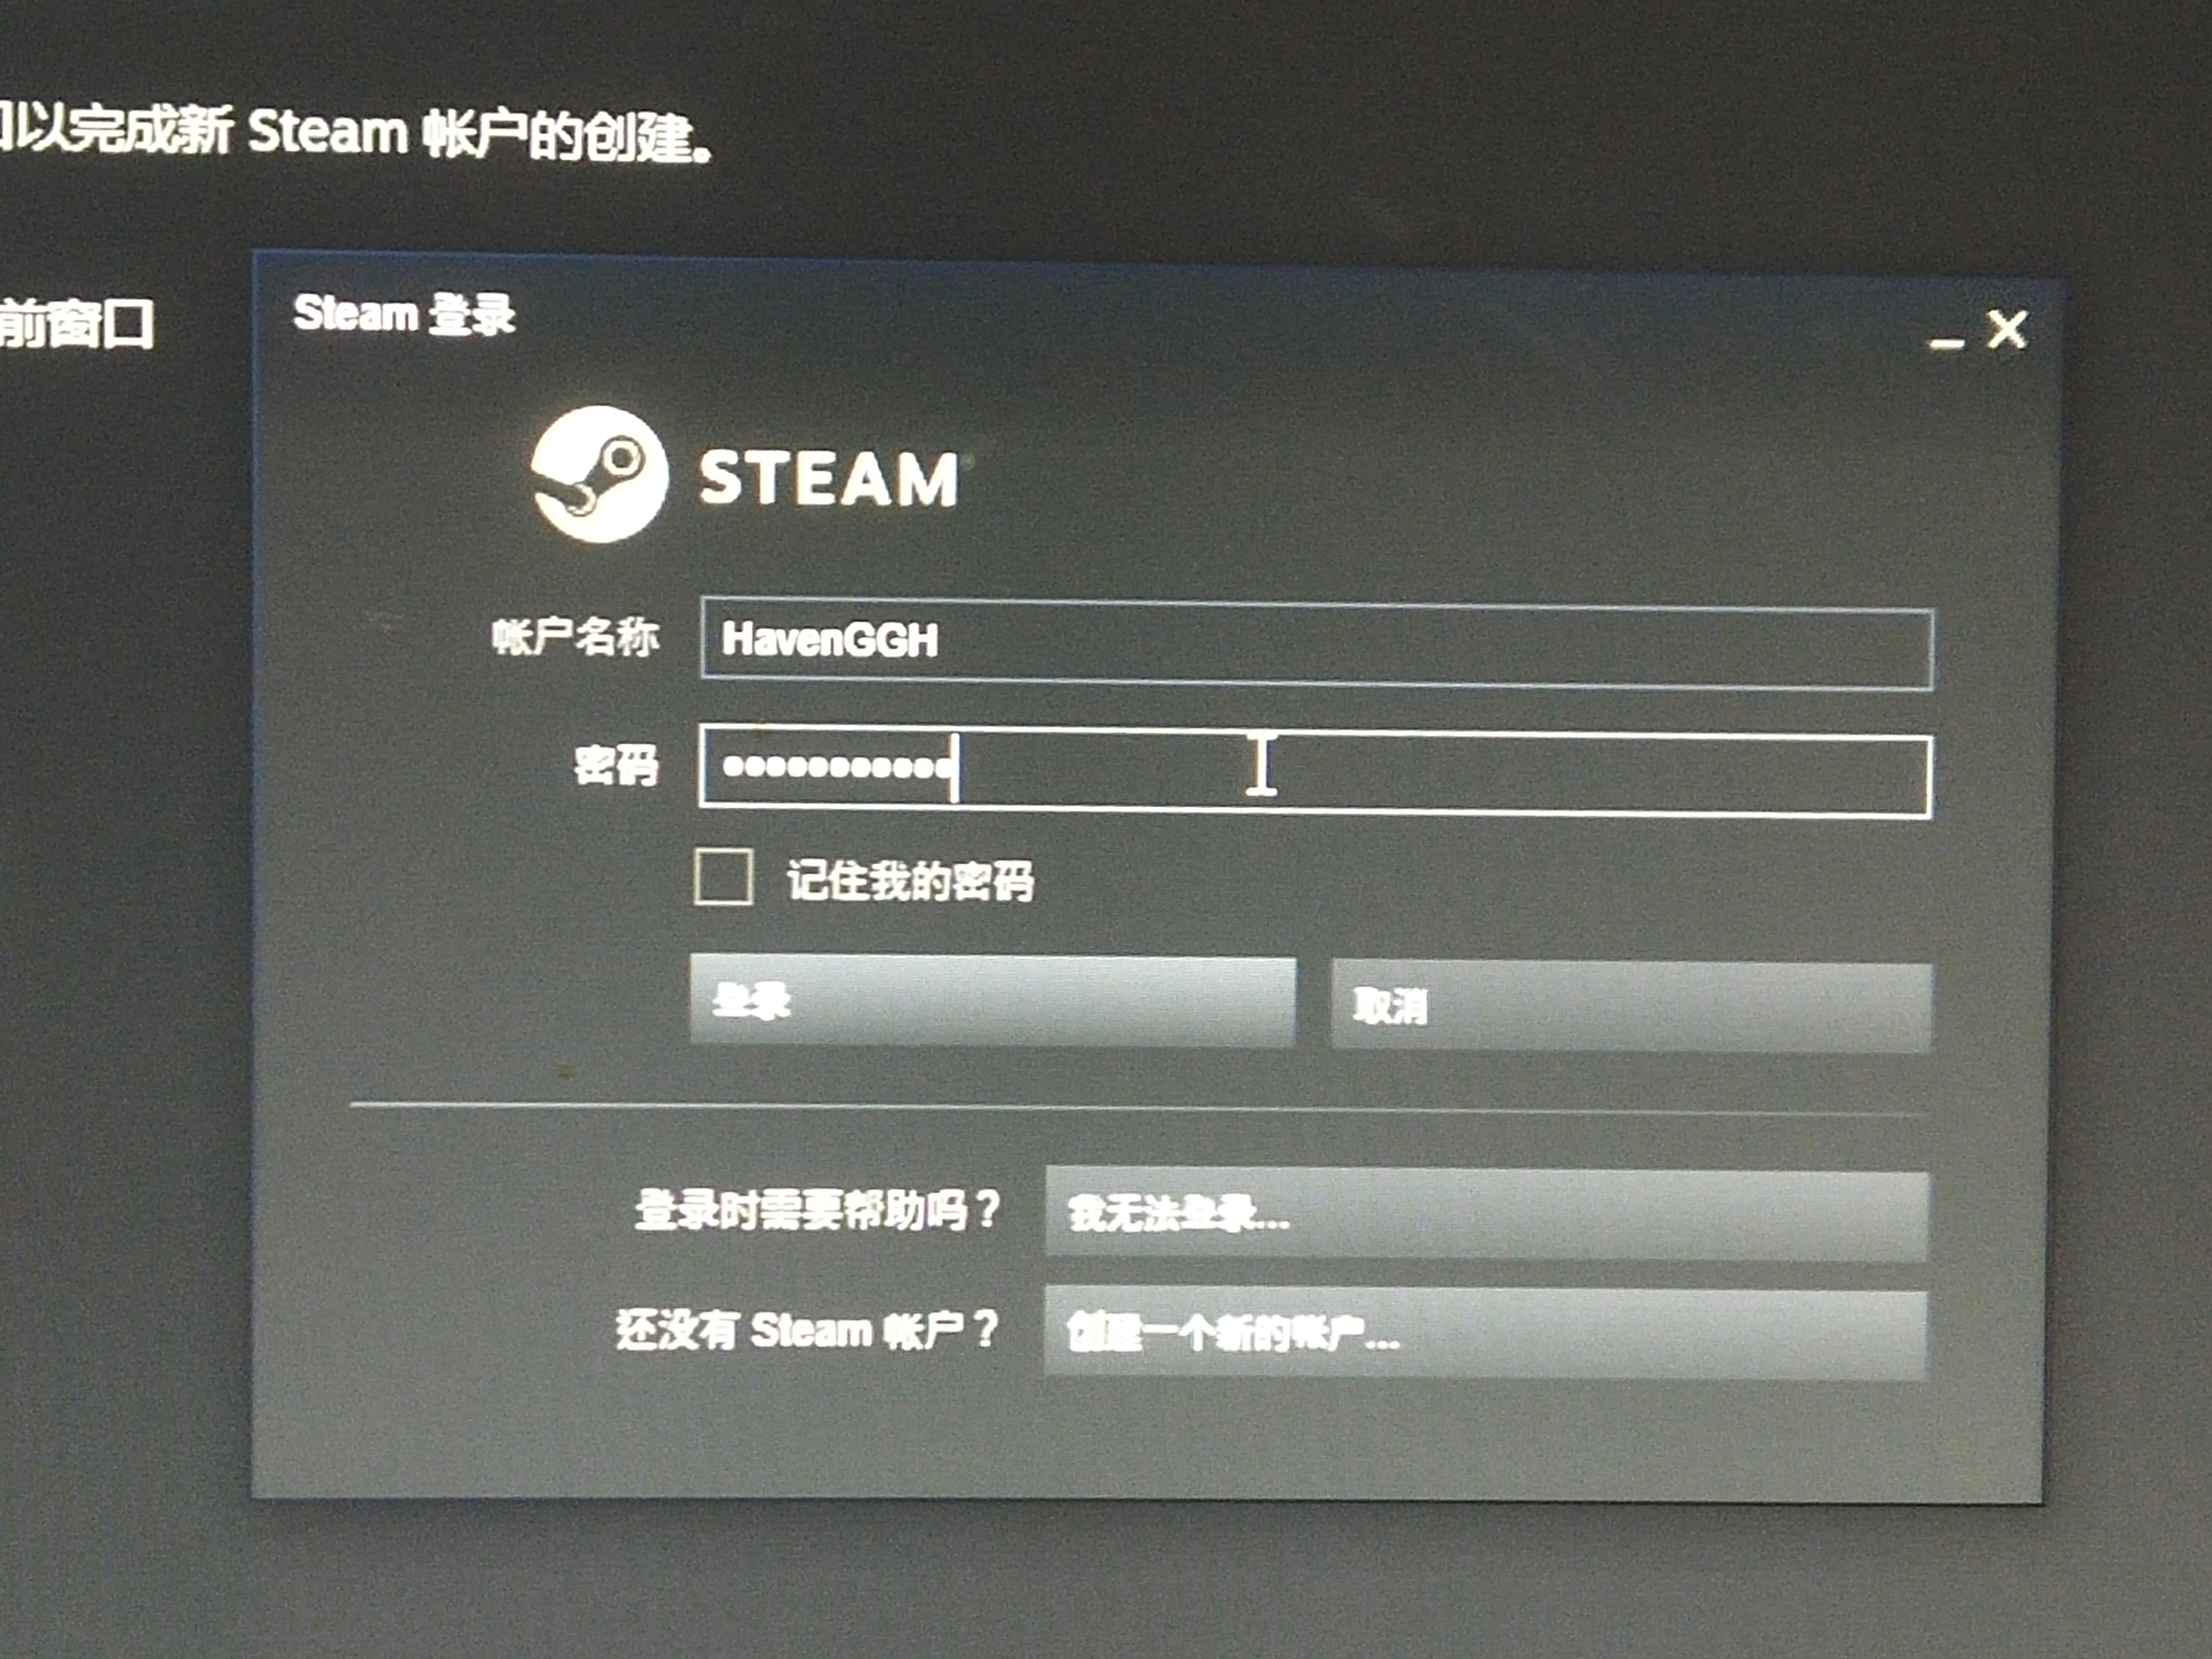 以完成新 Steam 帐户的创建。
前窗口
Steam 登录
STEAM
帐户名称 HavenGGH
密码 •••••••••••
记住我的密码
登录 取消
登录时需要帮助吗？ 我无法登录...
还没有 Steam 帐户？ 创建一个新的帐户...